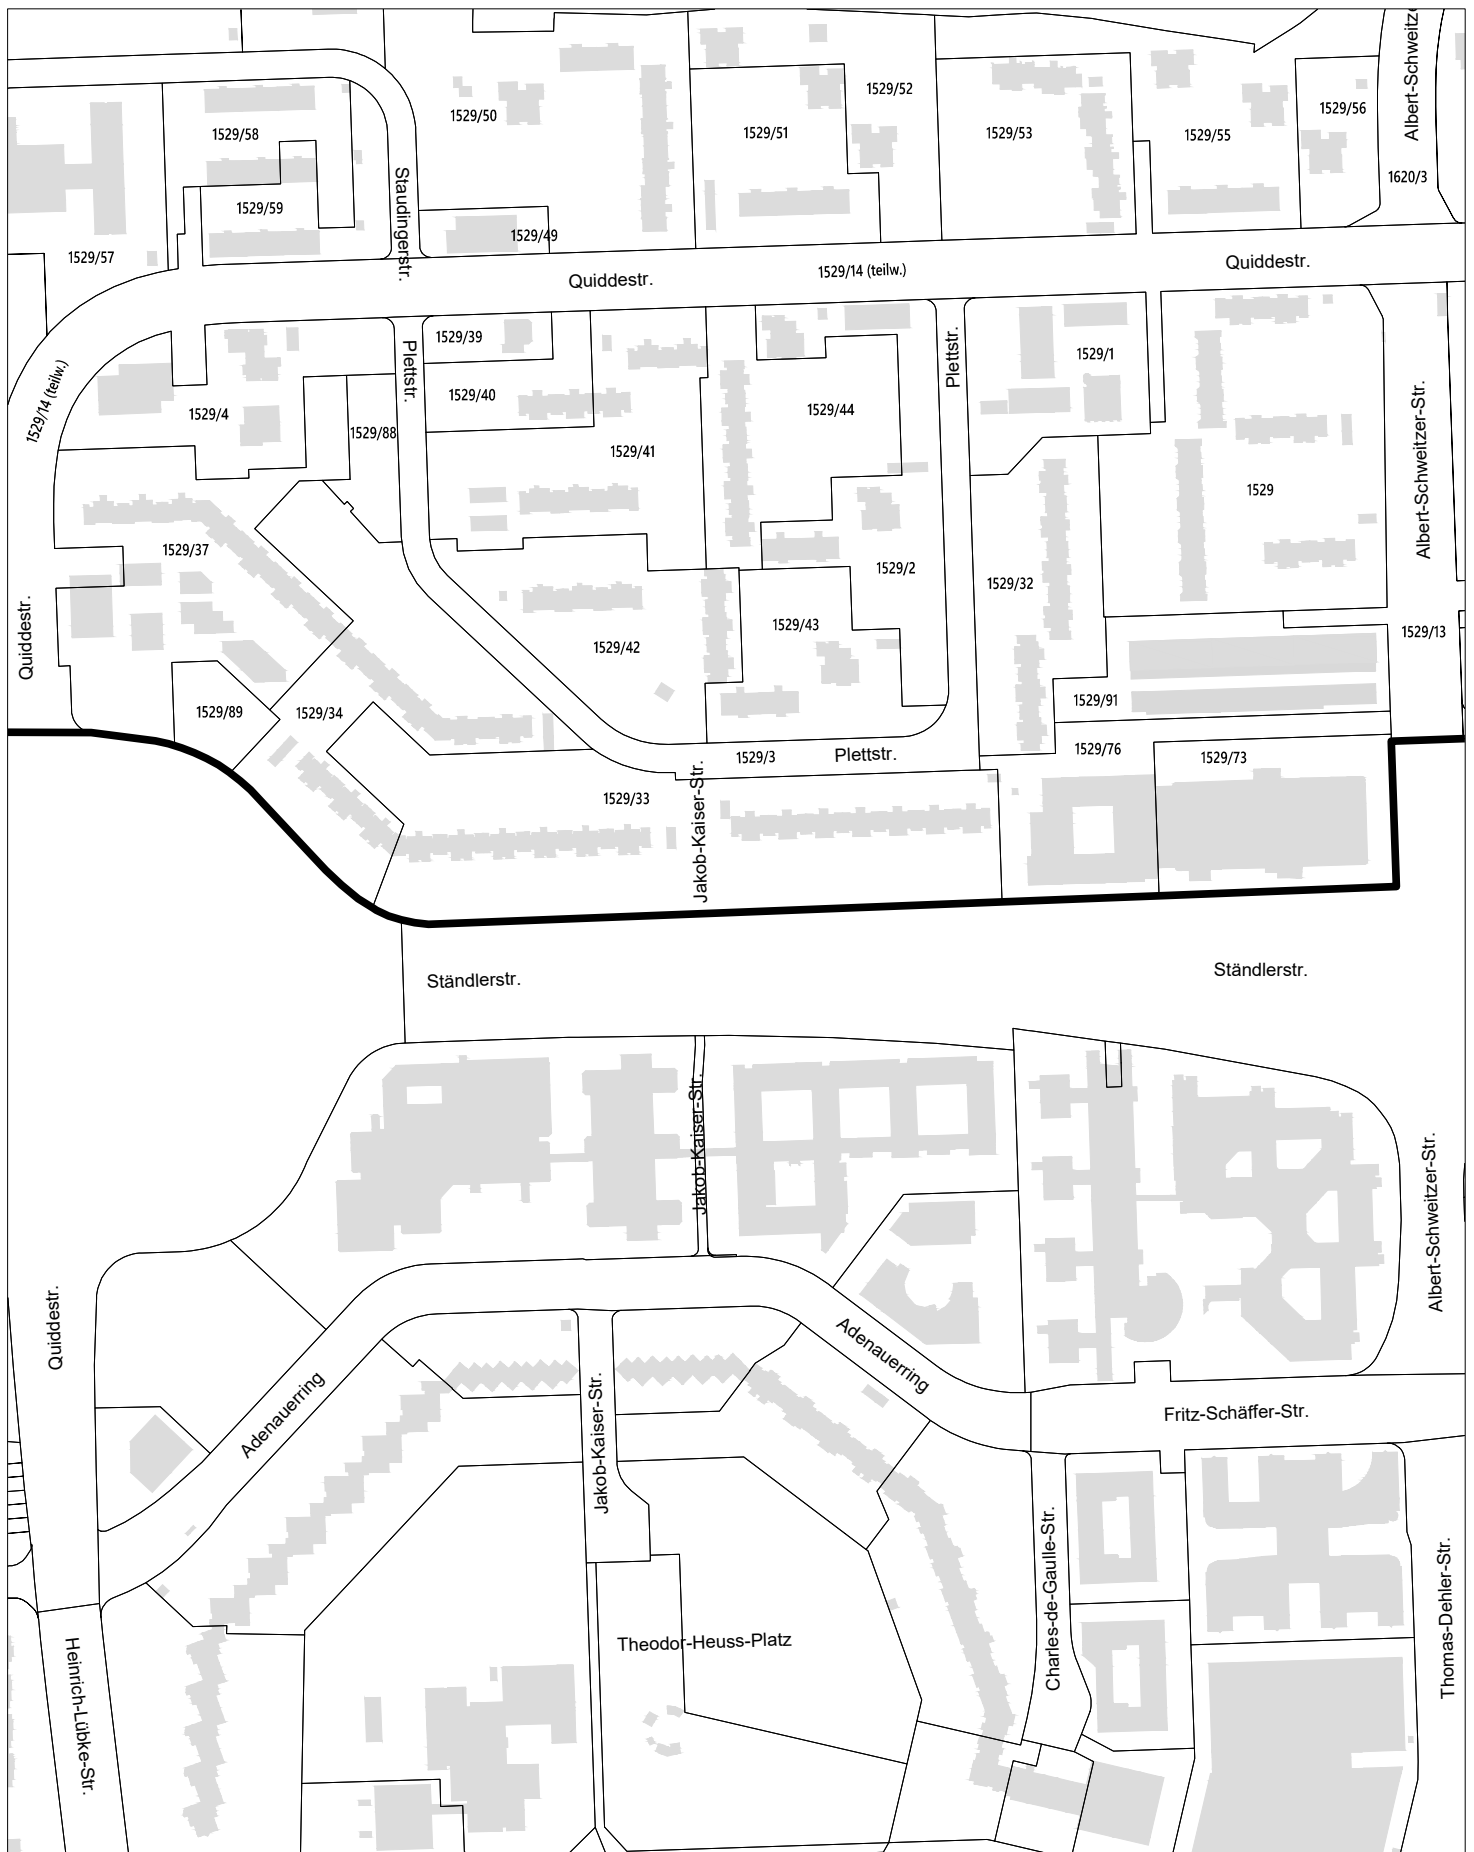 Albert-Schweitze
1529/52
1529/50
1529/56
1529/58
1529/51
1529/53
1529/55
1620/3
Staudingerstr.
1529/59
1529/49
1529/57
Quiddestr.
1529/14 (teilw.)
Quiddestr.
1529/14 (teilw.)
1529/39
Plettstr.
Plettstr.
1529/1
1529/40
1529/4
1529/44
1529/88
1529/41
Albert-Schweitzer-Str.
1529
1529/37
1529/2
1529/32
Quiddestr.
1529/43
1529/13
1529/42
1529/91
1529/89
1529/34
1529/76
1529/3
Plettstr.
1529/73
1529/33
Jakob-Kaiser-Str.
Ständlerstr.
Ständlerstr.
Jakob-Kaiser-Str.
Albert-Schweitzer-Str.
Quiddestr.
Adenauerring
Adenauerring
Jakob-Kaiser-Str.
Fritz-Schäffer-Str.
Charles-de-Gaulle-Str.
Thomas-Dehler-Str.
Theodor-Heuss-Platz
Heinrich-Lübke-Str.